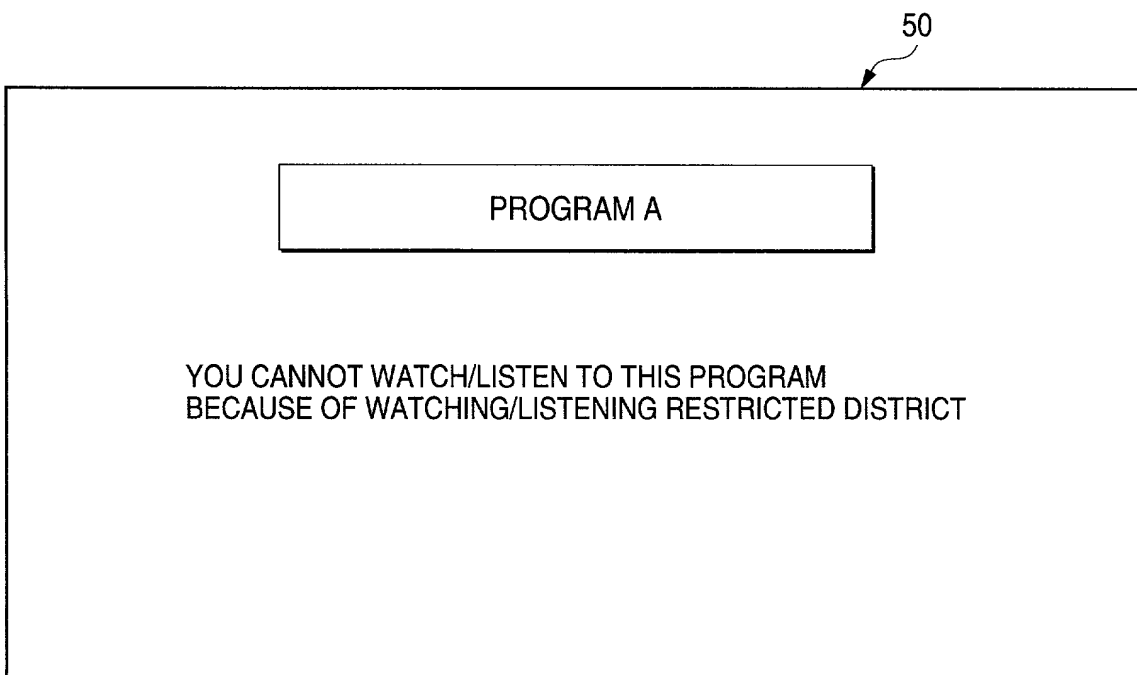 50
PROGRAM A
YOU CANNOT WATCH/LISTEN TO THIS PROGRAM
BECAUSE OF WATCHING/LISTENING RESTRICTED DISTRICT